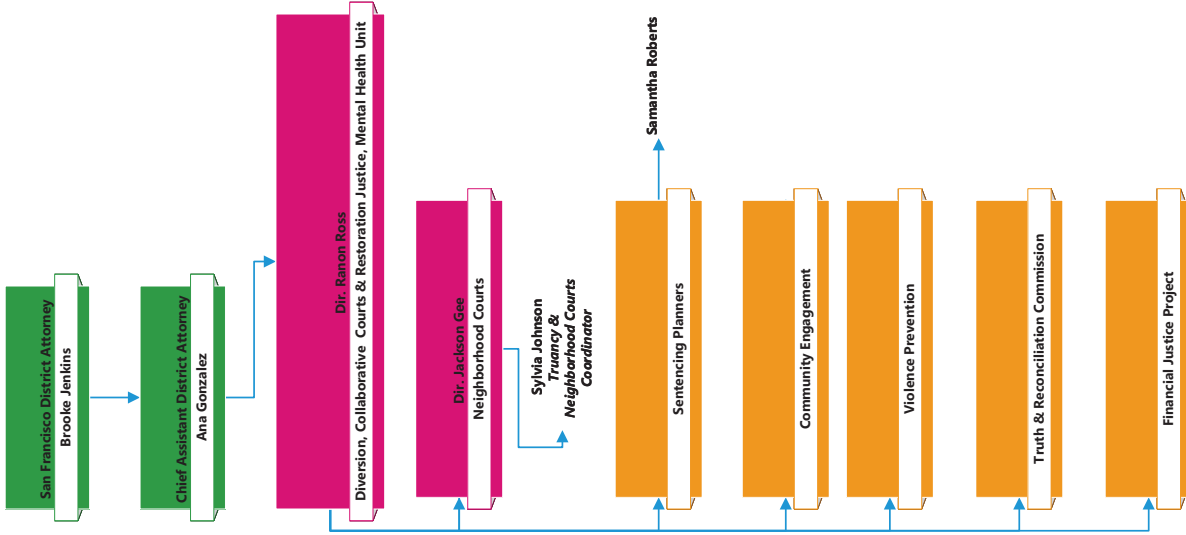 San Francisco District Attorney
Brooke Jenkins
Chief Assistant District Attorney
Ana Gonzalez
Dir. Ranon Ross
Diversion, Collaborative Courts & Restoration Justice, Mental Health Unit
Dir. Jackson Gee
Neighborhood Courts
Sylvia Johnson
Truancy &
Neighborhood Courts
Coordinator
Sentencing Planners
Samantha Roberts
Community Engagement
Violence Prevention
Truth & Reconciliation Commission
Financial Justice Project